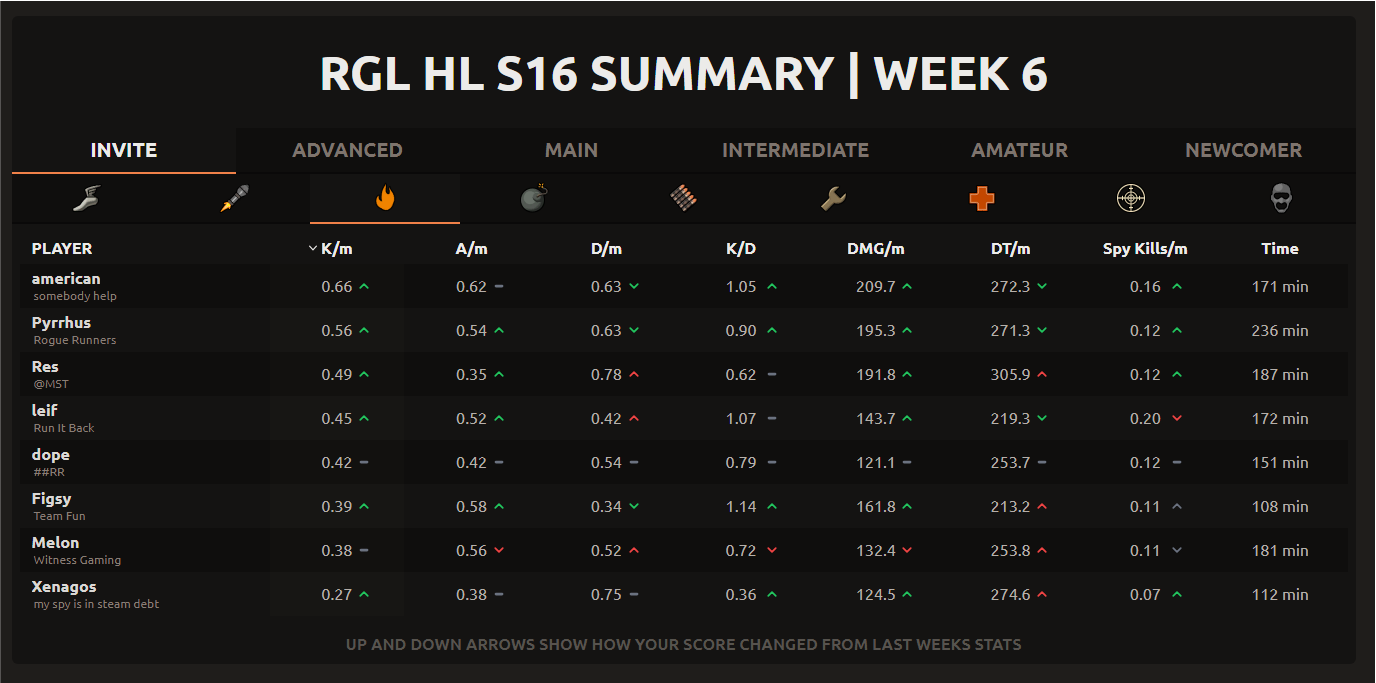 RGL HL S16 SUMMARY | WEEK 6
INVITE ADVANCED MAIN INTERMEDIATE AMATEUR NEWCOMER
PLAYER K/m A/m D/m K/D DMG/m DT/m Spy Kills/m Time
american
somebody help
0.66 0.62 0.63 1.05 209.7 272.3 0.16 171 min
Pyrrhus
Rogue Runners
0.56 0.54 0.63 0.90 195.3 271.3 0.12 236 min
Res
@MST
0.49 0.35 0.78 0.62 191.8 305.9 0.12 187 min
leif
Run It Back
0.45 0.52 0.42 1.07 143.7 219.3 0.20 172 min
dope
##RR
0.42 0.42 0.54 0.79 121.1 253.7 0.12 151 min
Figsy
Team Fun
0.39 0.58 0.34 1.14 161.8 213.2 0.11 108 min
Melon
Witness Gaming
0.38 0.56 0.52 0.72 132.4 253.8 0.11 181 min
Xenagos
my spy is in steam debt
0.27 0.38 0.75 0.36 124.5 274.6 0.07 112 min
UP AND DOWN ARROWS SHOW HOW YOUR SCORE CHANGED FROM LAST WEEKS STATS